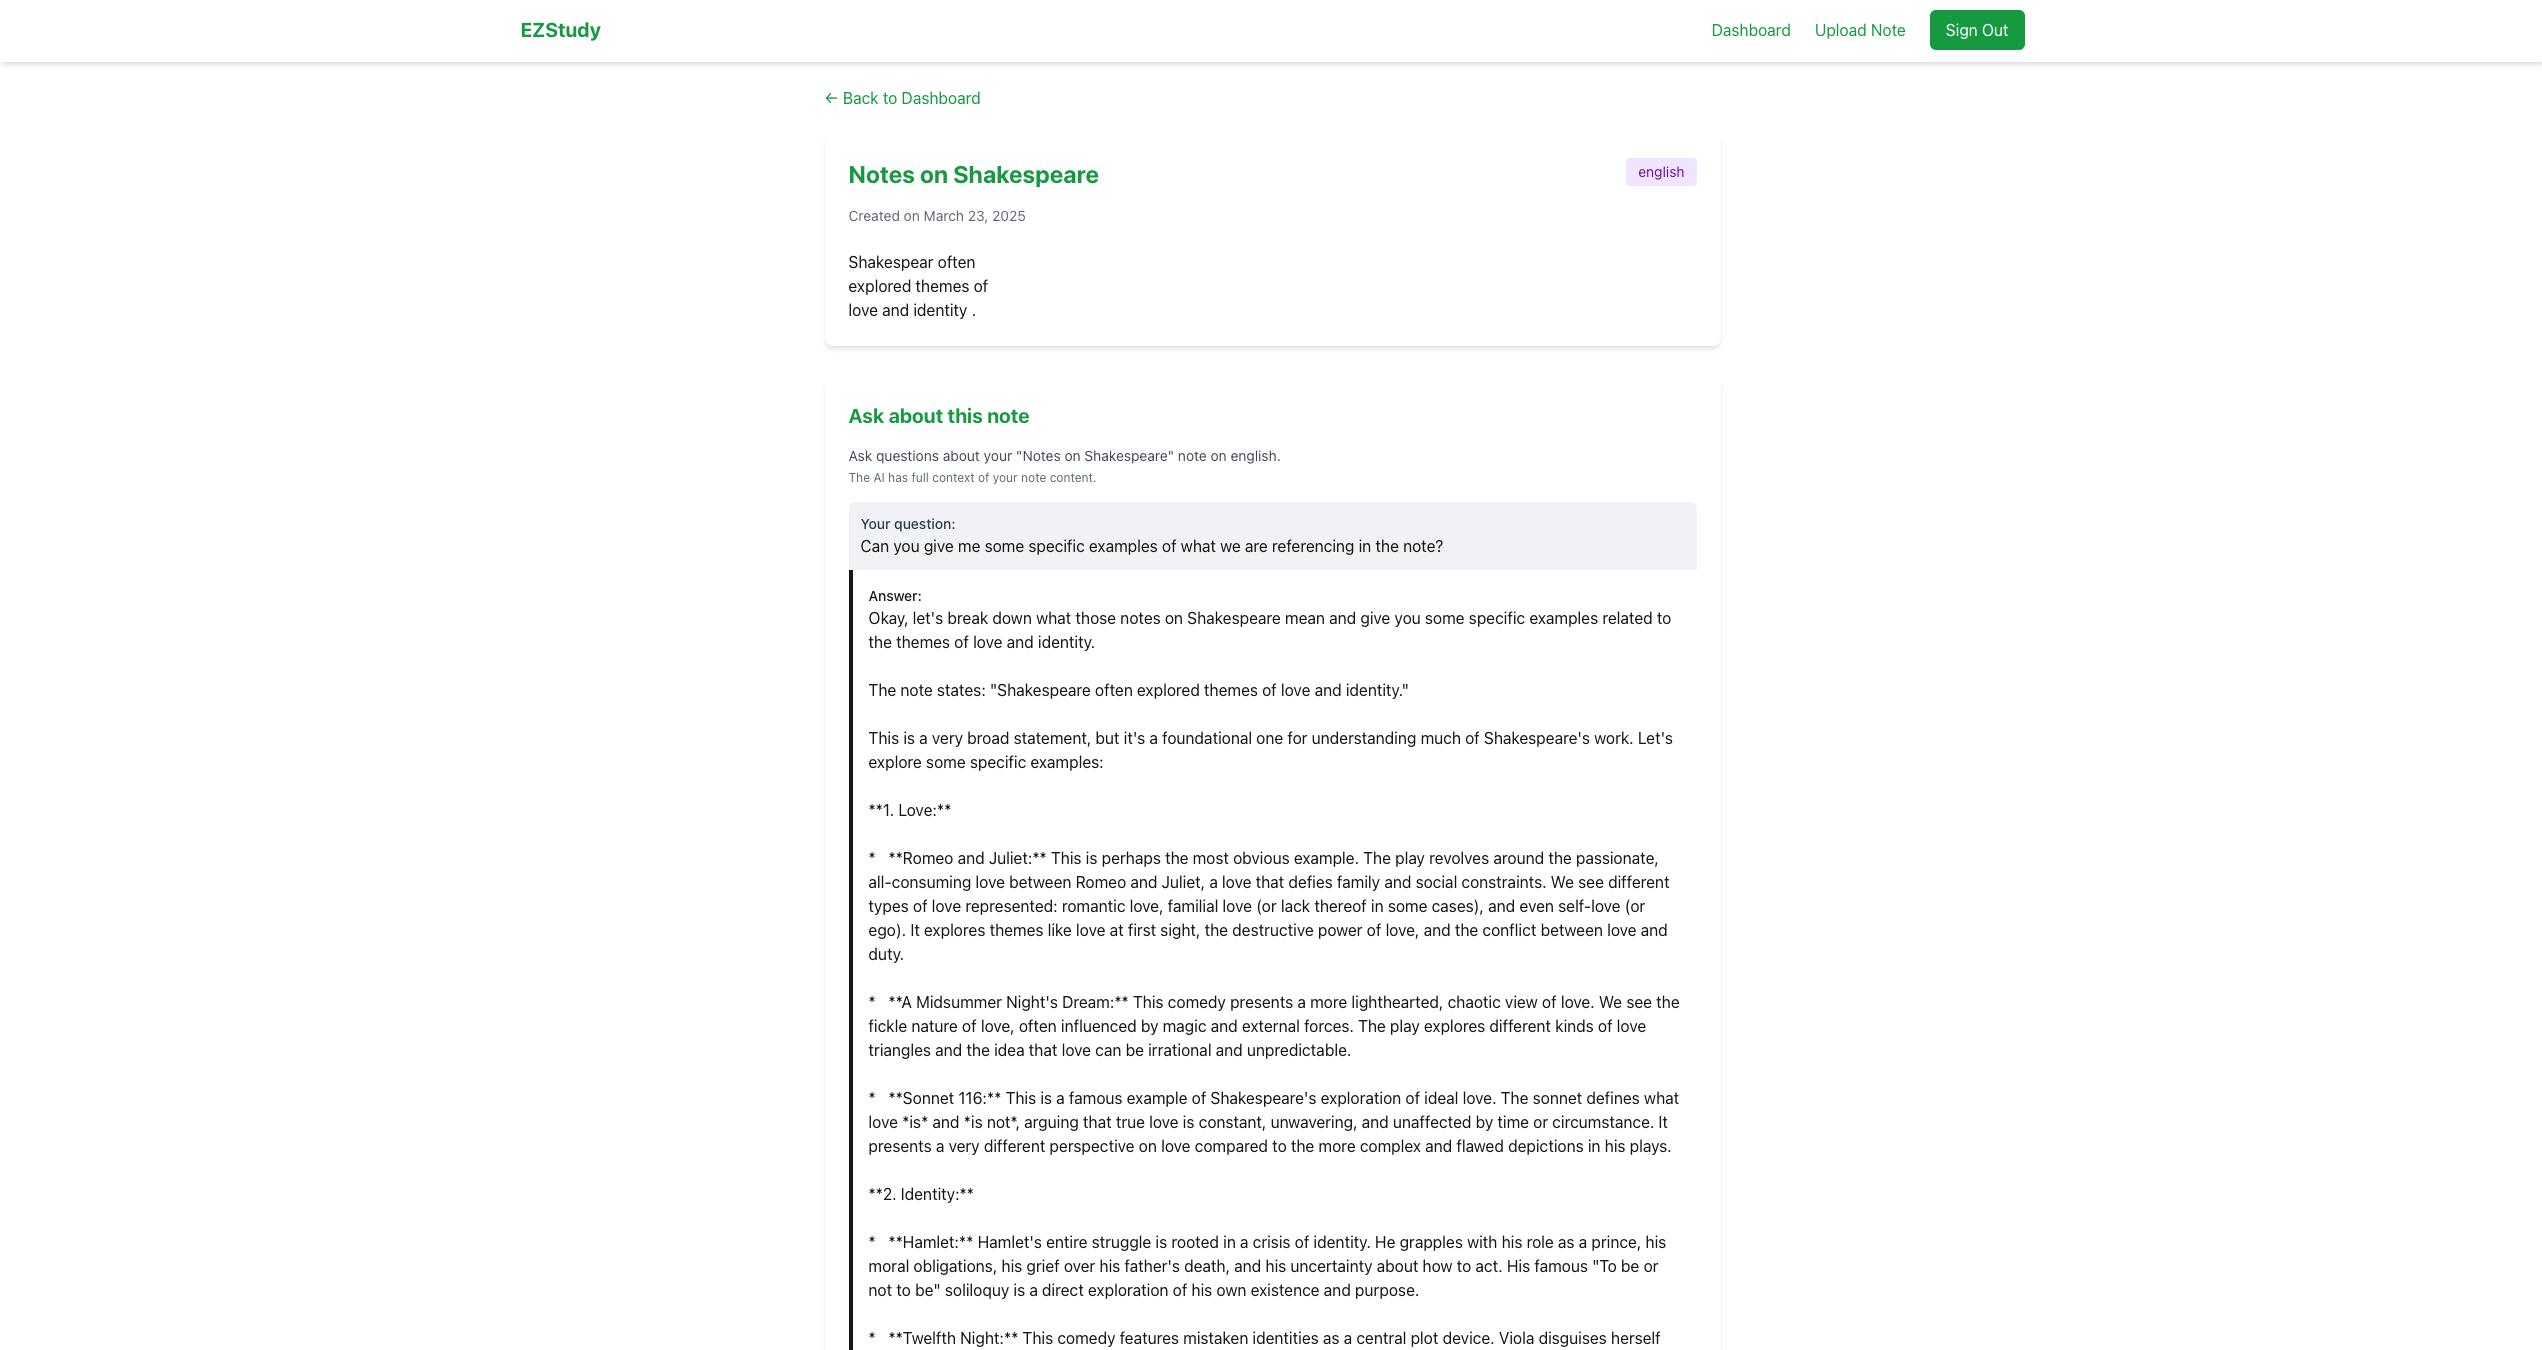 EZStudy
Dashboard
Upload Note
Sign Out
← Back to Dashboard
Notes on Shakespeare
english
Created on March 23, 2025
Shakespear often
explored themes of
love and identity .
Ask about this note
Ask questions about your "Notes on Shakespeare" note on english.
The AI has full context of your note content.
Your question:
Can you give me some specific examples of what we are referencing in the note?
Answer:
Okay, let's break down what those notes on Shakespeare mean and give you some specific examples related to
the themes of love and identity.
The note states: "Shakespeare often explored themes of love and identity."
This is a very broad statement, but it's a foundational one for understanding much of Shakespeare's work. Let's
explore some specific examples:
**1. Love:**
*   **Romeo and Juliet:** This is perhaps the most obvious example. The play revolves around the passionate,
all-consuming love between Romeo and Juliet, a love that defies family and social constraints. We see different
types of love represented: romantic love, familial love (or lack thereof in some cases), and even self-love (or
ego). It explores themes like love at first sight, the destructive power of love, and the conflict between love and
duty.
*   **A Midsummer Night's Dream:** This comedy presents a more lighthearted, chaotic view of love. We see the
fickle nature of love, often influenced by magic and external forces. The play explores different kinds of love
triangles and the idea that love can be irrational and unpredictable.
*   **Sonnet 116:** This is a famous example of Shakespeare's exploration of ideal love. The sonnet defines what
love *is* and *is not*, arguing that true love is constant, unwavering, and unaffected by time or circumstance. It
presents a very different perspective on love compared to the more complex and flawed depictions in his plays.
**2. Identity:**
*   **Hamlet:** Hamlet's entire struggle is rooted in a crisis of identity. He grapples with his role as a prince, his
moral obligations, his grief over his father's death, and his uncertainty about how to act. His famous "To be or
not to be" soliloquy is a direct exploration of his own existence and purpose.
*   **Twelfth Night:** This comedy features mistaken identities as a central plot device. Viola disguises herself